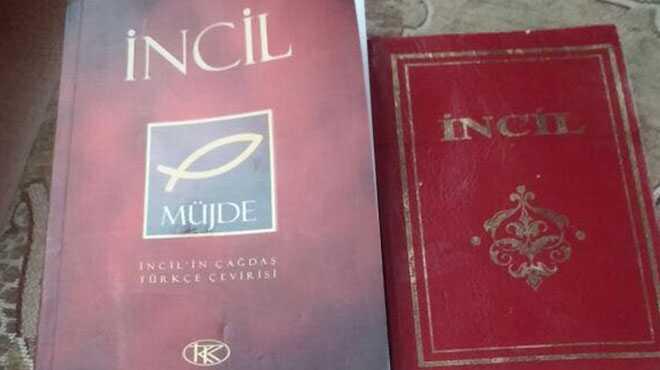 İNCİL
MÜJDE
İNCİL'İN ÇAĞDAŞ
TÜRKÇE ÇEVİRİSİ
İNCİL